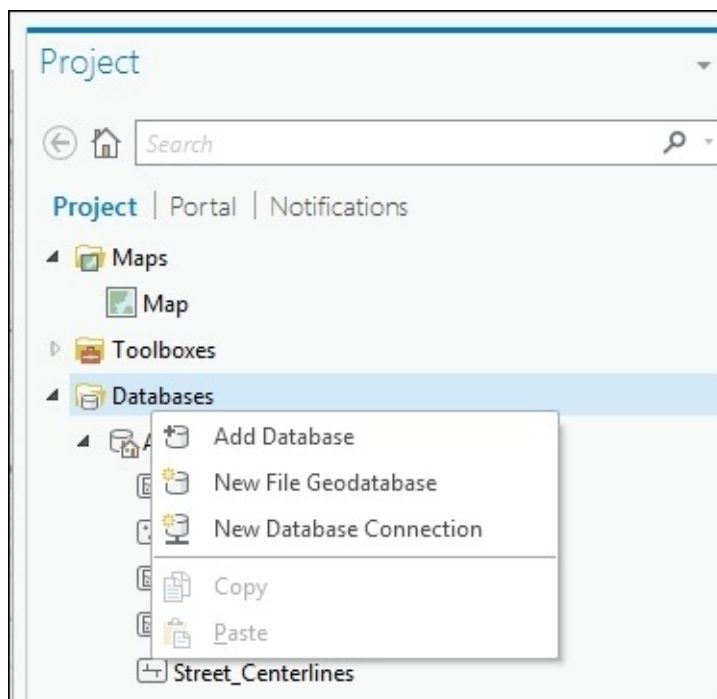 Project
Search
Project | Portal | Notifications
Maps
Map
Toolboxes
Databases
Add Database
New File Geodatabase
New Database Connection
Copy
Paste
Street_Centerlines